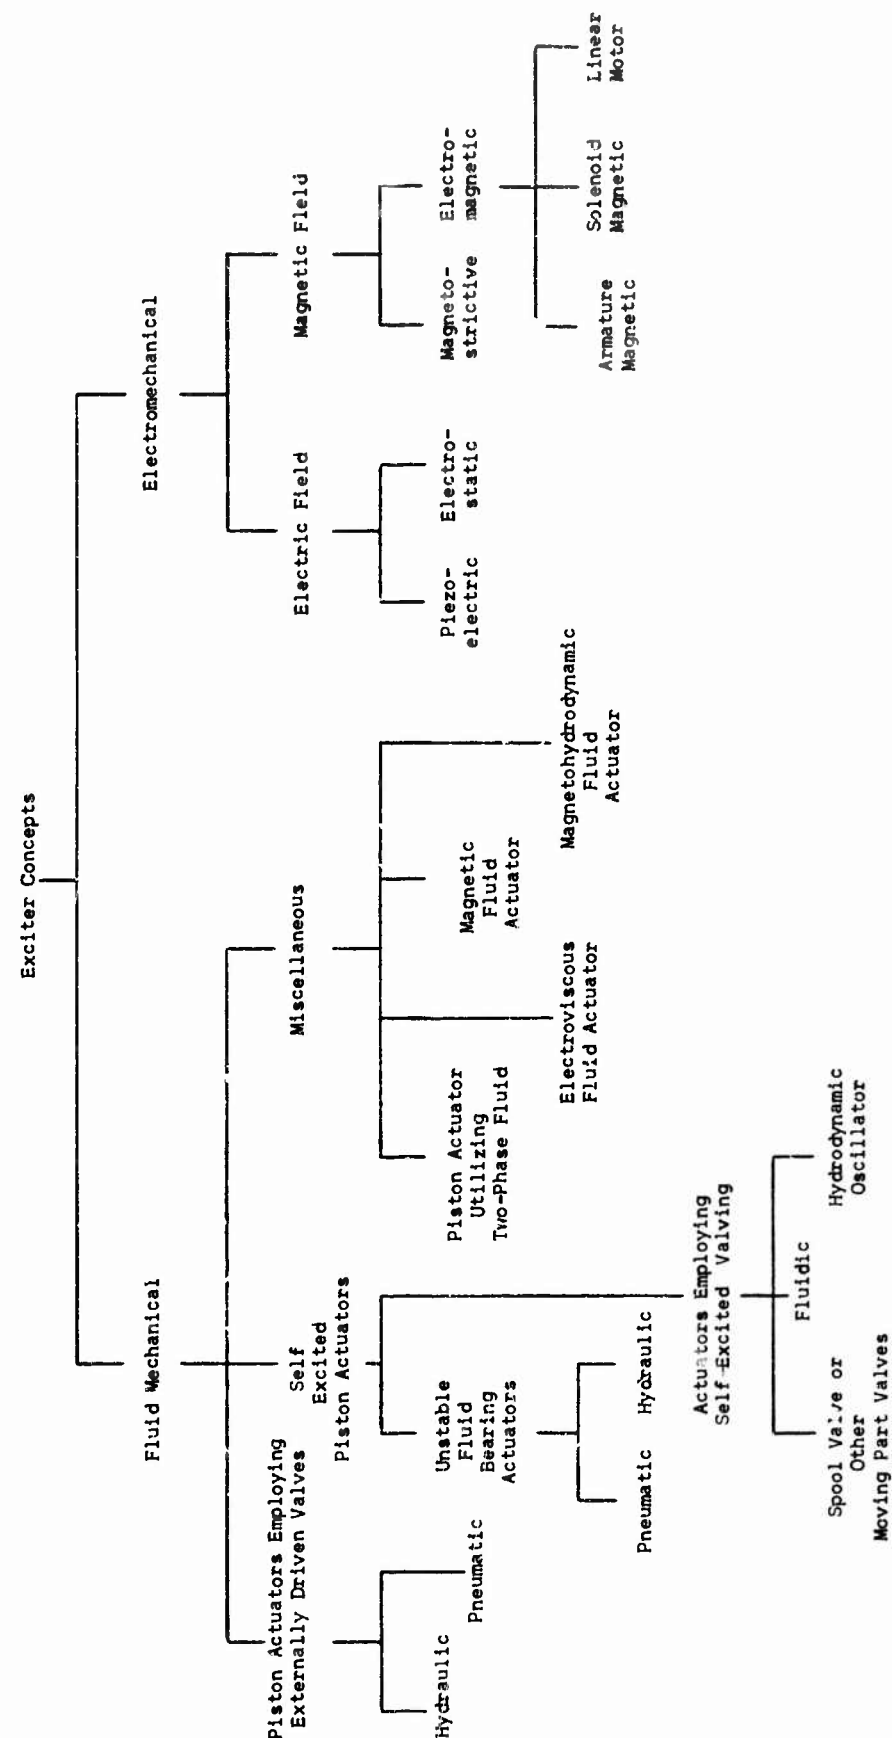 Exciter Concepts
Fluid Mechanical
Electromechanical
Piston Actuators Employing
Externally Driven Valves
Self
Excited
Piston Actuators
Miscellaneous
Electric Field
Magnetic Field
Hydraulic
Pneumatic
Unstable
Fluid
Bearing
Actuators
Piston Actuator
Utilizing
Two-Phase Fluid
Magnetic
Fluid
Actuator
Piezo-
electric
Electro-
static
Magneto-
strictive
Electro-
magnetic
Electroviscous
Fluid Actuator
Magnetohydrodynamic
Fluid
Actuator
Armature
Magnetic
Solenoid
Magnetic
Linear
Motor
Pneumatic
Hydraulic
Actuators Employing
Self-Excited Valving
Spool Valve or
Other
Moving Part Valves
Fluidic
Hydrodynamic
Oscillator